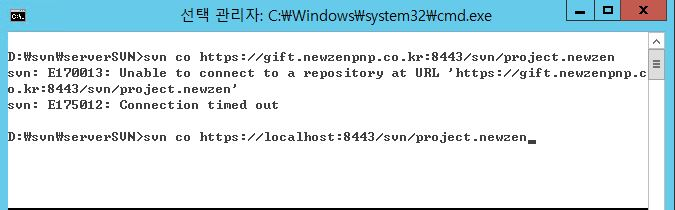 선택 관리자: C:₩Windows₩system32₩cmd.exe
D:₩svn₩serverSVN>svn co https://gift.newzenpnp.co.kr:8443/svn/project.newzen
svn: E170013: Unable to connect to a repository at URL 'https://gift.newzenpnp.c
o.kr:8443/svn/project.newzen'
svn: E175012: Connection timed out
D:₩svn₩serverSVN>svn co https://localhost:8443/svn/project.newzen